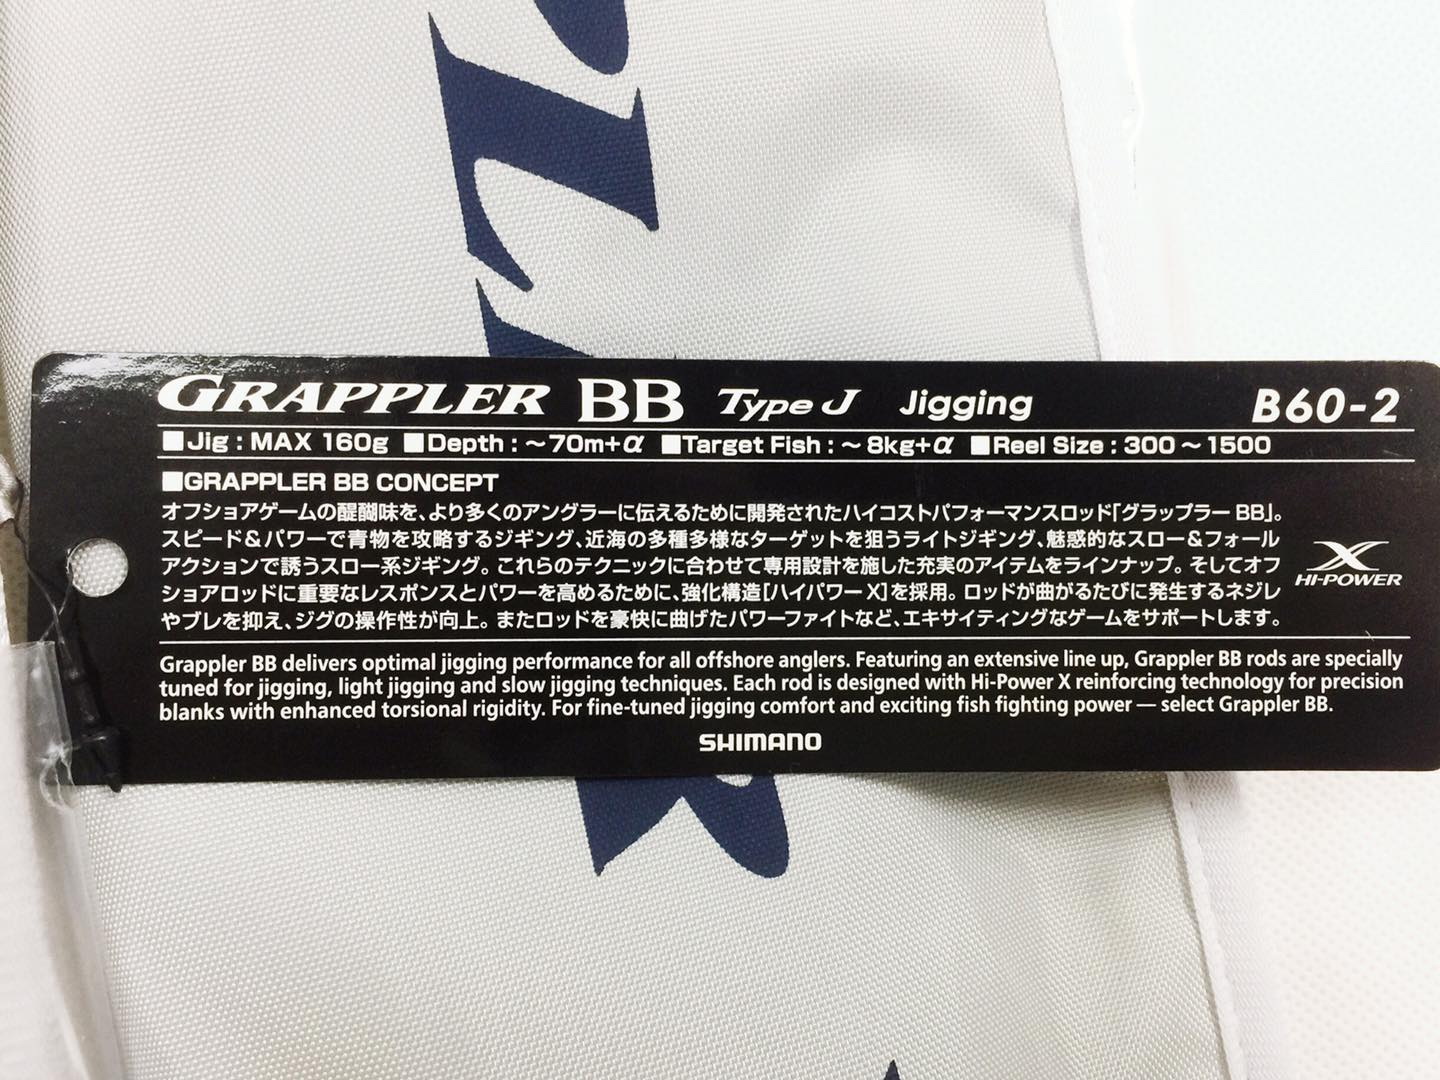 GRAPPLER BB Type J Jigging B60-2
■Jig : MAX 160g ■Depth : ~70m+α ■Target Fish : ~8kg+α ■Reel Size : 300 ~ 1500
■GRAPPLER BB CONCEPT
オフショアゲームの醍醐味を、より多くのアングラーに伝えるために開発されたハイコストパフォーマンスロッド「グラップラー BB」。
スピード&パワーで青物を攻略するジギング、近海の多種多様なターゲットを狙うライトジギング、魅惑的なスロー&フォール
アクションで誘うスロー系ジギング。これらのテクニックに合わせて専用設計を施した充実のアイテムをラインナップ。そしてオフ
ショアロッドに重要なレスポンスとパワーを高めるために、強化構造[ハイパワー X]を採用。ロッドが曲がるたびに発生するネジレ
やブレを抑え、ジグの操作性が向上。またロッドを豪快に曲げたパワーファイトなど、エキサイティングなゲームをサポートします。
X
HI-POWER
Grappler BB delivers optimal jigging performance for all offshore anglers. Featuring an extensive line up, Grappler BB rods are specially
tuned for jigging, light jigging and slow jigging techniques. Each rod is designed with Hi-Power X reinforcing technology for precision
blanks with enhanced torsional rigidity. For fine-tuned jigging comfort and exciting fish fighting power — select Grappler BB.
SHIMANO